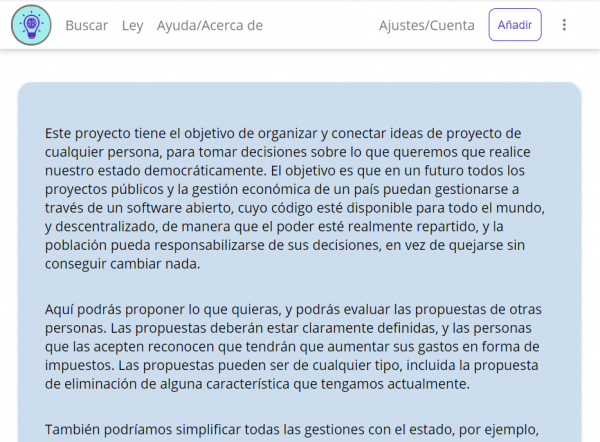 Buscar Ley Ayuda/Acerca de Ajustes/Cuenta Añadir
Este proyecto tiene el objetivo de organizar y conectar ideas de proyecto de
cualquier persona, para tomar decisiones sobre lo que queremos que realice
nuestro estado democráticamente. El objetivo es que en un futuro todos los
proyectos públicos y la gestión económica de un país puedan gestionarse a
través de un software abierto, cuyo código esté disponible para todo el mundo,
y descentralizado, de manera que el poder esté realmente repartido, y la
población pueda responsabilizarse de sus decisiones, en vez de quejarse sin
conseguir cambiar nada.
Aquí podrás proponer lo que quieras, y podrás evaluar las propuestas de otras
personas. Las propuestas deberán estar claramente definidas, y las personas
que las acepten reconocen que tendrán que aumentar sus gastos en forma de
impuestos. Las propuestas pueden ser de cualquier tipo, incluida la propuesta
de eliminación de alguna característica que tengamos actualmente.
También podríamos simplificar todas las gestiones con el estado, por ejemplo,